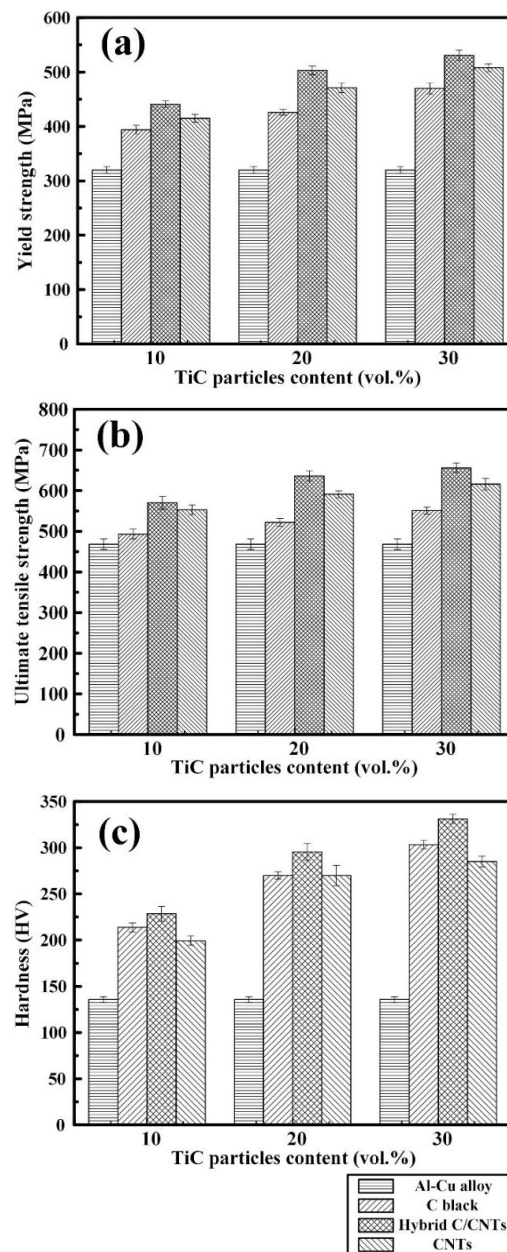 (a)
Yield strength (MPa)
600
500
400
300
200
100
0
10 20 30
TiC particles content (vol.%)
(b)
Ultimate tensile strength (MPa)
800
700
600
500
400
300
200
100
0
10 20 30
TiC particles content (vol.%)
(c)
Hardness (HV)
350
300
250
200
150
100
50
0
10 20 30
TiC particles content (vol.%)
Al-Cu alloy
C black
Hybrid C/CNTs
CNTs